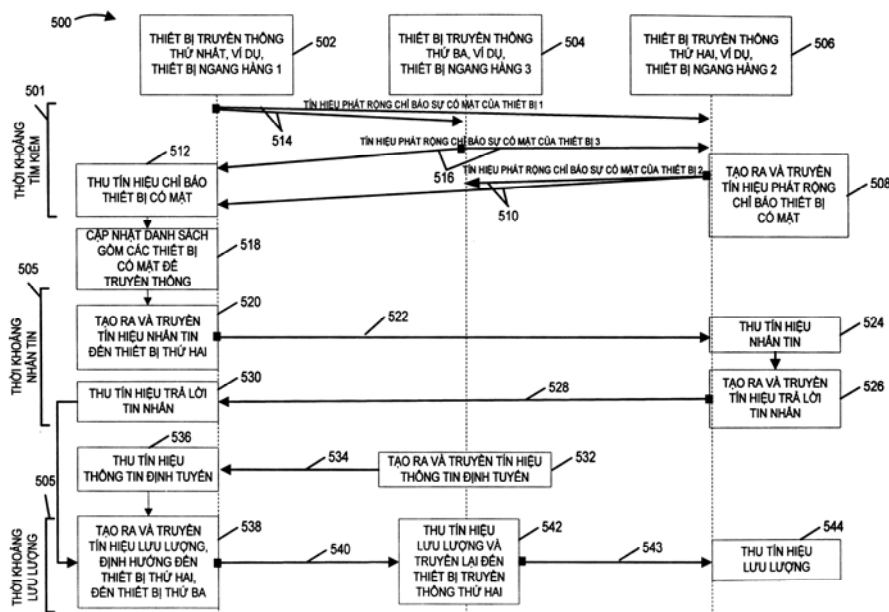 500
THIẾT BỊ TRUYỀN THÔNG
THỨ NHẤT, VÍ DỤ,
THIẾT BỊ NGANG HÀNG 1
502
THIẾT BỊ TRUYỀN THÔNG
THỨ BA, VÍ DỤ,
THIẾT BỊ NGANG HÀNG 3
504
THIẾT BỊ TRUYỀN THÔNG
THỨ HAI, VÍ DỤ,
THIẾT BỊ NGANG HÀNG 2
506
501
THỜI KHOẢNG
TÌM KIẾM
TÍN HIỆU PHÁT RỘNG CHỈ BÁO SỰ CÓ MẶT CỦA THIẾT BỊ 1
514
TÍN HIỆU PHÁT RỘNG CHỈ BÁO SỰ CÓ MẶT CỦA THIẾT BỊ 3
516
512
THU TÍN HIỆU CHỈ BÁO
THIẾT BỊ CÓ MẶT
TÍN HIỆU PHÁT RỘNG CHỈ BÁO SỰ CÓ MẶT CỦA THIẾT BỊ 2
510
TẠO RA VÀ TRUYỀN
TÍN HIỆU PHÁT RỘNG
CHỈ BÁO THIẾT BỊ
CÓ MẶT
508
CẬP NHẬT DANH SÁCH
GỒM CÁC THIẾT BỊ
CÓ MẶT ĐỂ
TRUYỀN THÔNG
518
505
THỜI KHOẢNG
NHẮN TIN
520
TẠO RA VÀ TRUYỀN
TÍN HIỆU NHẮN TIN
ĐẾN THIẾT BỊ THỨ HAI
522
THU TÍN HIỆU
NHẮN TIN
524
530
THU TÍN HIỆU TRẢ LỜI
TIN NHẮN
528
TẠO RA VÀ TRUYỀN
TÍN HIỆU TRẢ LỜI
TIN NHẮN
526
536
THU TÍN HIỆU
THÔNG TIN ĐỊNH TUYẾN
534
TẠO RA VÀ TRUYỀN TÍN HIỆU
THÔNG TIN ĐỊNH TUYẾN
532
505
THỜI KHOẢNG
LƯU LƯỢNG
TẠO RA VÀ TRUYỀN
TÍN HIỆU LƯU LƯỢNG,
ĐỊNH HƯỚNG ĐẾN
THIẾT BỊ THỨ HAI,
ĐẾN THIẾT BỊ THỨ BA
538
540
THU TÍN HIỆU
LƯU LƯỢNG VÀ
TRUYỀN LẠI ĐẾN
THIẾT BỊ TRUYỀN
THÔNG THỨ HAI
542
543
THU TÍN HIỆU
LƯU LƯỢNG
544